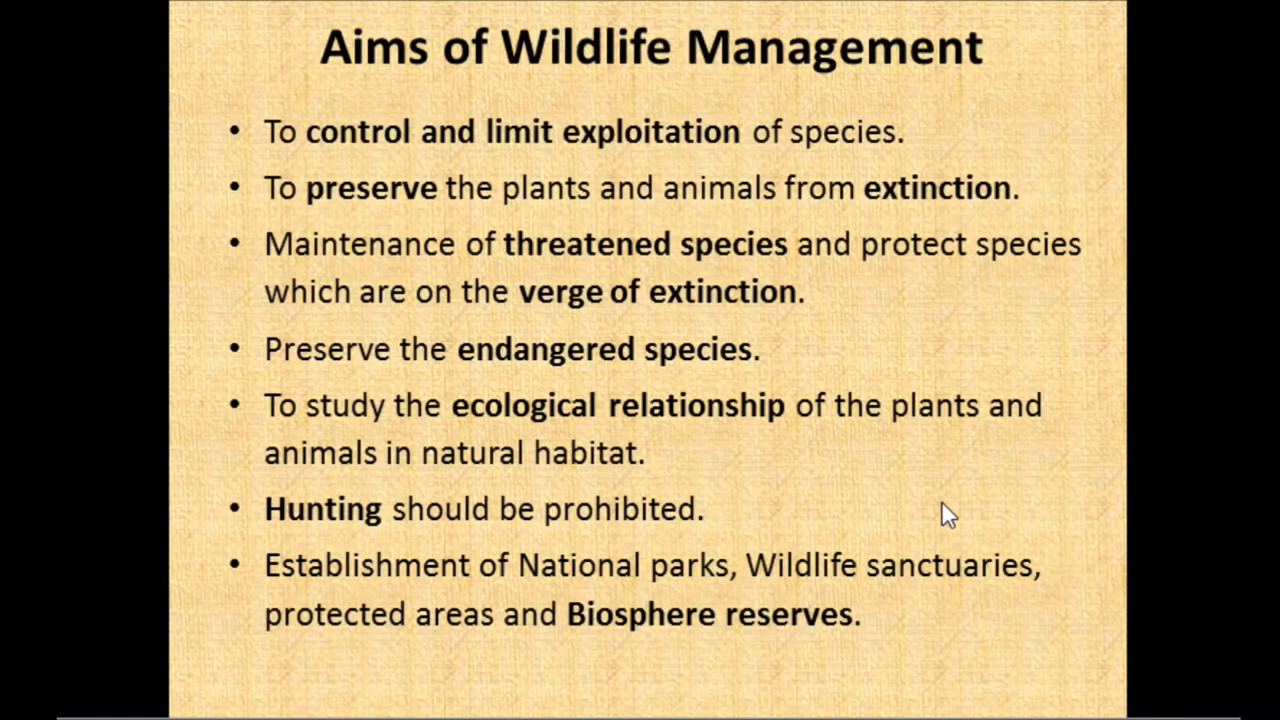 Aims of Wildlife Management
• To control and limit exploitation of species.
• To preserve the plants and animals from extinction.
• Maintenance of threatened species and protect species
which are on the verge of extinction.
• Preserve the endangered species.
• To study the ecological relationship of the plants and
animals in natural habitat.
• Hunting should be prohibited.
• Establishment of National parks, Wildlife sanctuaries,
protected areas and Biosphere reserves.